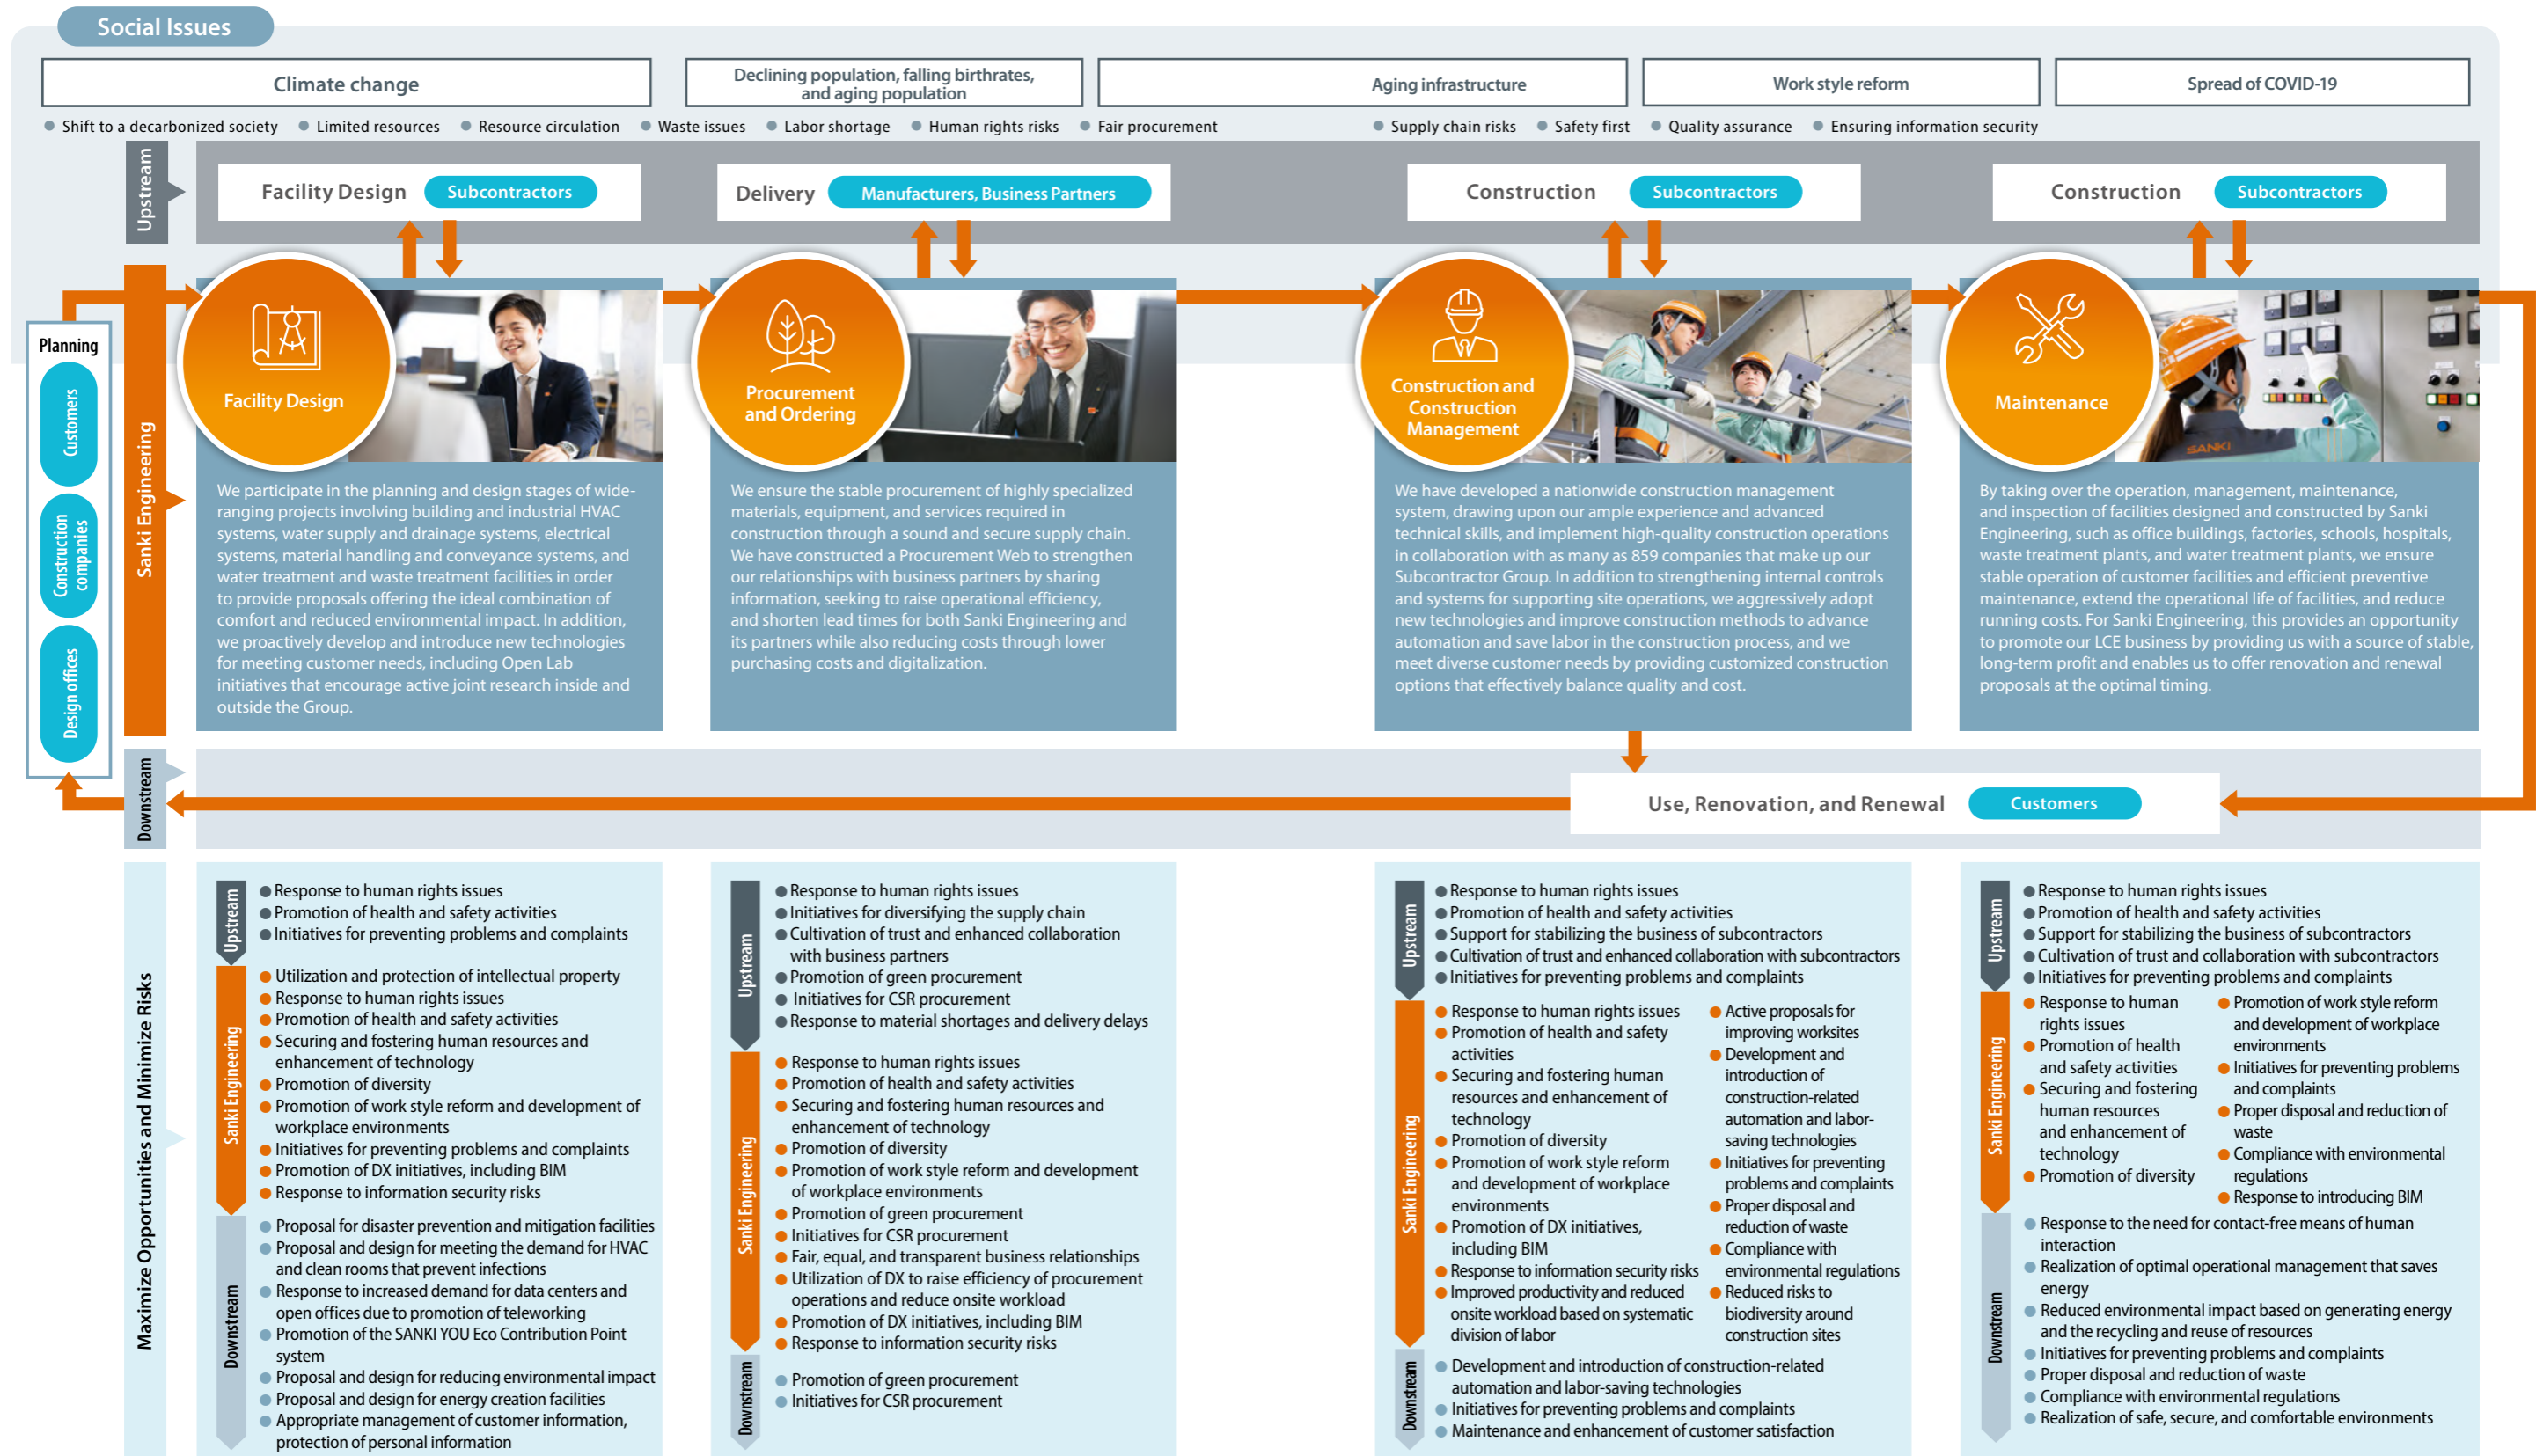 Social Issues
Climate change
Declining population, falling birthrates,
and aging population
Aging infrastructure
Work style reform
Spread of COVID-19
● Shift to a decarbonized society ● Limited resources ● Resource circulation ● Waste issues ● Labor shortage ● Human rights risks ● Fair procurement ● Supply chain risks ● Safety first ● Quality assurance ● Ensuring information security
Upstream
Facility Design Subcontractors
Delivery Manufacturers, Business Partners
Construction Subcontractors
Construction Subcontractors
Planning
Customers
Construction
companies
Design offices
Sanki Engineering
Facility Design
We participate in the planning and design stages of wide-
ranging projects involving building and industrial HVAC
systems, water supply and drainage systems, electrical
systems, material handling and conveyance systems, and
water treatment and waste treatment facilities in order
to provide proposals offering the ideal combination of
comfort and reduced environmental impact. In addition,
we proactively develop and introduce new technologies
for meeting customer needs, including Open Lab
initiatives that encourage active joint research inside and
outside the Group.
Procurement
and Ordering
We ensure the stable procurement of highly specialized
materials, equipment, and services required in
construction through a sound and secure supply chain.
We have constructed a Procurement Web to strengthen
our relationships with business partners by sharing
information, seeking to raise operational efficiency,
and shorten lead times for both Sanki Engineering and
its partners while also reducing costs through lower
purchasing costs and digitalization.
Construction and
Construction
Management
We have developed a nationwide construction management
system, drawing upon our ample experience and advanced
technical skills, and implement high-quality construction operations
in collaboration with as many as 859 companies that make up our
Subcontractor Group. In addition to strengthening internal controls
and systems for supporting site operations, we aggressively adopt
new technologies and improve construction methods to advance
automation and save labor in the construction process, and we
meet diverse customer needs by providing customized construction
options that effectively balance quality and cost.
Maintenance
SANKI
By taking over the operation, management, maintenance,
and inspection of facilities designed and constructed by Sanki
Engineering, such as office buildings, factories, schools, hospitals,
waste treatment plants, and water treatment plants, we ensure
stable operation of customer facilities and efficient preventive
maintenance, extend the operational life of facilities, and reduce
running costs. For Sanki Engineering, this provides an opportunity
to promote our LCE business by providing us with a source of stable,
long-term profit and enables us to offer renovation and renewal
proposals at the optimal timing.
Downstream
Use, Renovation, and Renewal Customers
Maximize Opportunities and Minimize Risks
Upstream
● Response to human rights issues
● Promotion of health and safety activities
● Initiatives for preventing problems and complaints
Sanki Engineering
● Utilization and protection of intellectual property
● Response to human rights issues
● Promotion of health and safety activities
● Securing and fostering human resources and
enhancement of technology
● Promotion of diversity
● Promotion of work style reform and development of
workplace environments
● Initiatives for preventing problems and complaints
● Promotion of DX initiatives, including BIM
● Response to information security risks
Downstream
● Proposal for disaster prevention and mitigation facilities
● Proposal and design for meeting the demand for HVAC
and clean rooms that prevent infections
● Response to increased demand for data centers and
open offices due to promotion of teleworking
● Promotion of the SANKI YOU Eco Contribution Point
system
● Proposal and design for reducing environmental impact
● Proposal and design for energy creation facilities
● Appropriate management of customer information,
protection of personal information
Upstream
● Response to human rights issues
● Initiatives for diversifying the supply chain
● Cultivation of trust and enhanced collaboration
with business partners
● Promotion of green procurement
● Initiatives for CSR procurement
● Response to material shortages and delivery delays
Sanki Engineering
● Response to human rights issues
● Promotion of health and safety activities
● Securing and fostering human resources and
enhancement of technology
● Promotion of diversity
● Promotion of work style reform and development
of workplace environments
● Promotion of green procurement
● Initiatives for CSR procurement
● Fair, equal, and transparent business relationships
● Utilization of DX to raise efficiency of procurement
operations and reduce onsite workload
● Promotion of DX initiatives, including BIM
● Response to information security risks
Downstream
● Promotion of green procurement
● Initiatives for CSR procurement
Upstream
● Response to human rights issues
● Promotion of health and safety activities
● Support for stabilizing the business of subcontractors
● Cultivation of trust and enhanced collaboration with subcontractors
● Initiatives for preventing problems and complaints
Sanki Engineering
● Response to human rights issues
● Promotion of health and safety
activities
● Securing and fostering human
resources and enhancement of
technology
● Promotion of diversity
● Promotion of work style reform
and development of workplace
environments
● Promotion of DX initiatives,
including BIM
● Response to information security risks
● Improved productivity and reduced
onsite workload based on systematic
division of labor
● Active proposals for
improving worksites
● Development and
introduction of
construction-related
automation and labor-
saving technologies
● Initiatives for preventing
problems and complaints
● Proper disposal and
reduction of waste
● Compliance with
environmental regulations
● Reduced risks to
biodiversity around
construction sites
Downstream
● Development and introduction of construction-related
automation and labor-saving technologies
● Initiatives for preventing problems and complaints
● Maintenance and enhancement of customer satisfaction
Upstream
● Response to human rights issues
● Promotion of health and safety activities
● Support for stabilizing the business of subcontractors
● Cultivation of trust and collaboration with subcontractors
● Initiatives for preventing problems and complaints
Sanki Engineering
● Response to human
rights issues
● Promotion of health
and safety activities
● Securing and fostering
human resources
and enhancement of
technology
● Promotion of diversity
● Promotion of work style reform
and development of workplace
environments
● Initiatives for preventing problems
and complaints
● Proper disposal and reduction of
waste
● Compliance with environmental
regulations
● Response to introducing BIM
Downstream
● Response to the need for contact-free means of human
interaction
● Realization of optimal operational management that saves
energy
● Reduced environmental impact based on generating energy
and the recycling and reuse of resources
● Initiatives for preventing problems and complaints
● Proper disposal and reduction of waste
● Compliance with environmental regulations
● Realization of safe, secure, and comfortable environments